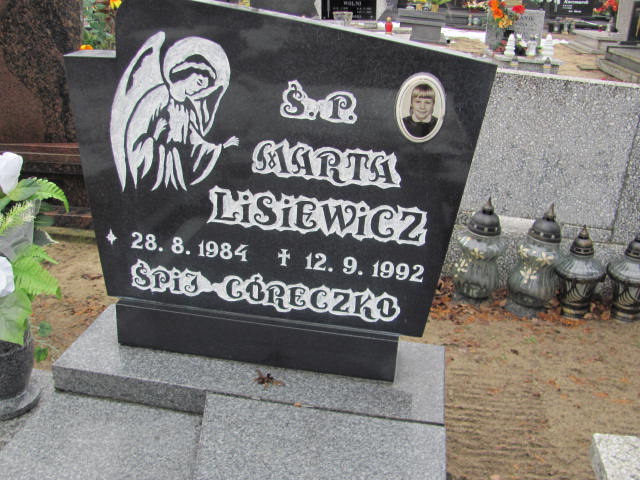 Ś.P.
MARTA
LiSiEWiCZ
28.8.1984 ✝ 12.9.1992
ŚPiJ CÓRECZKO